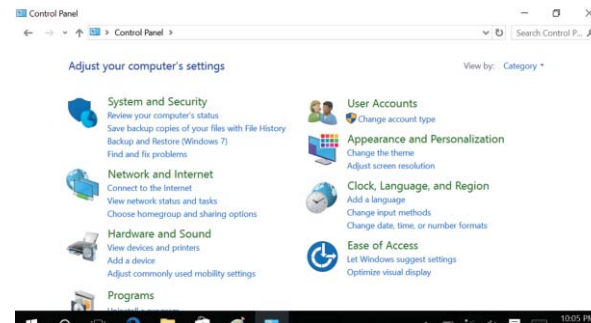 Control Panel
Control Panel
Search Control P...
Adjust your computer's settings
View by: Category
System and Security
Review your computer's status
Save backup copies of your files with File History
Backup and Restore (Windows 7)
Find and fix problems
Network and Internet
Connect to the Internet
View network status and tasks
Choose homegroup and sharing options
Hardware and Sound
View devices and printers
Add a device
Adjust commonly used mobility settings
Programs
User Accounts
Change account type
Appearance and Personalization
Change the theme
Adjust screen resolution
Clock, Language, and Region
Add a language
Change input methods
Change date, time, or number formats
Ease of Access
Let Windows suggest settings
Optimize visual display
10:05 PM